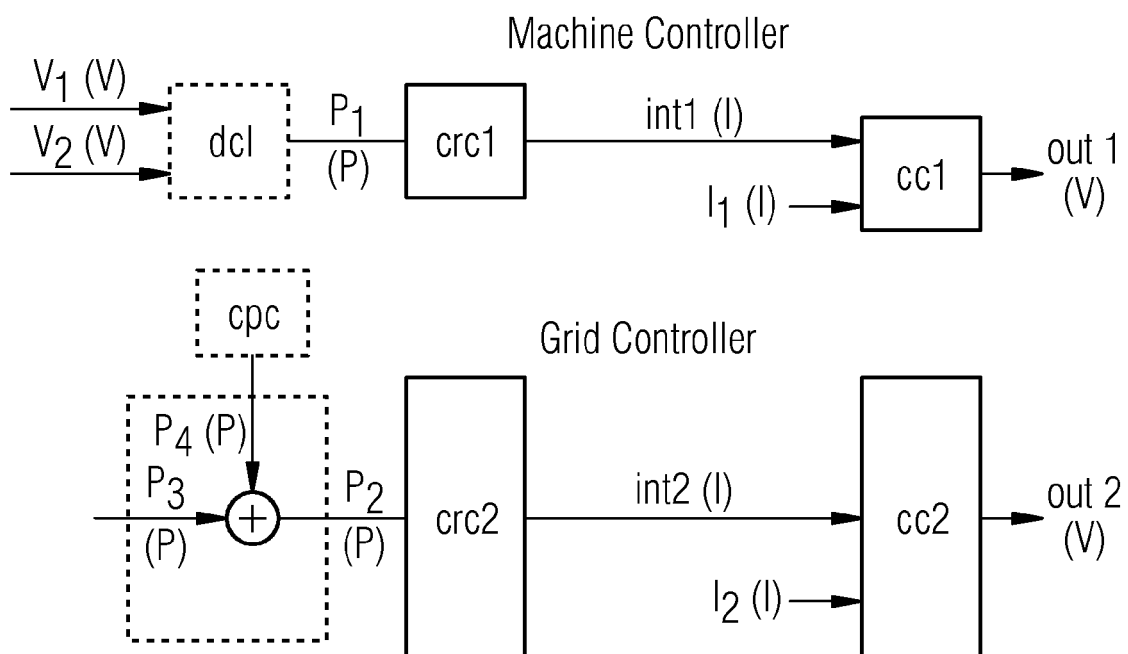 Machine Controller
V1 (V)
V2 (V)
dcl
P1
(P)
crc1
int1 (I)
I1 (I)
cc1
out 1
(V)
cpc
Grid Controller
P4 (P)
P3
(P)
P2
(P)
crc2
int2 (I)
I2 (I)
cc2
out 2
(V)
+